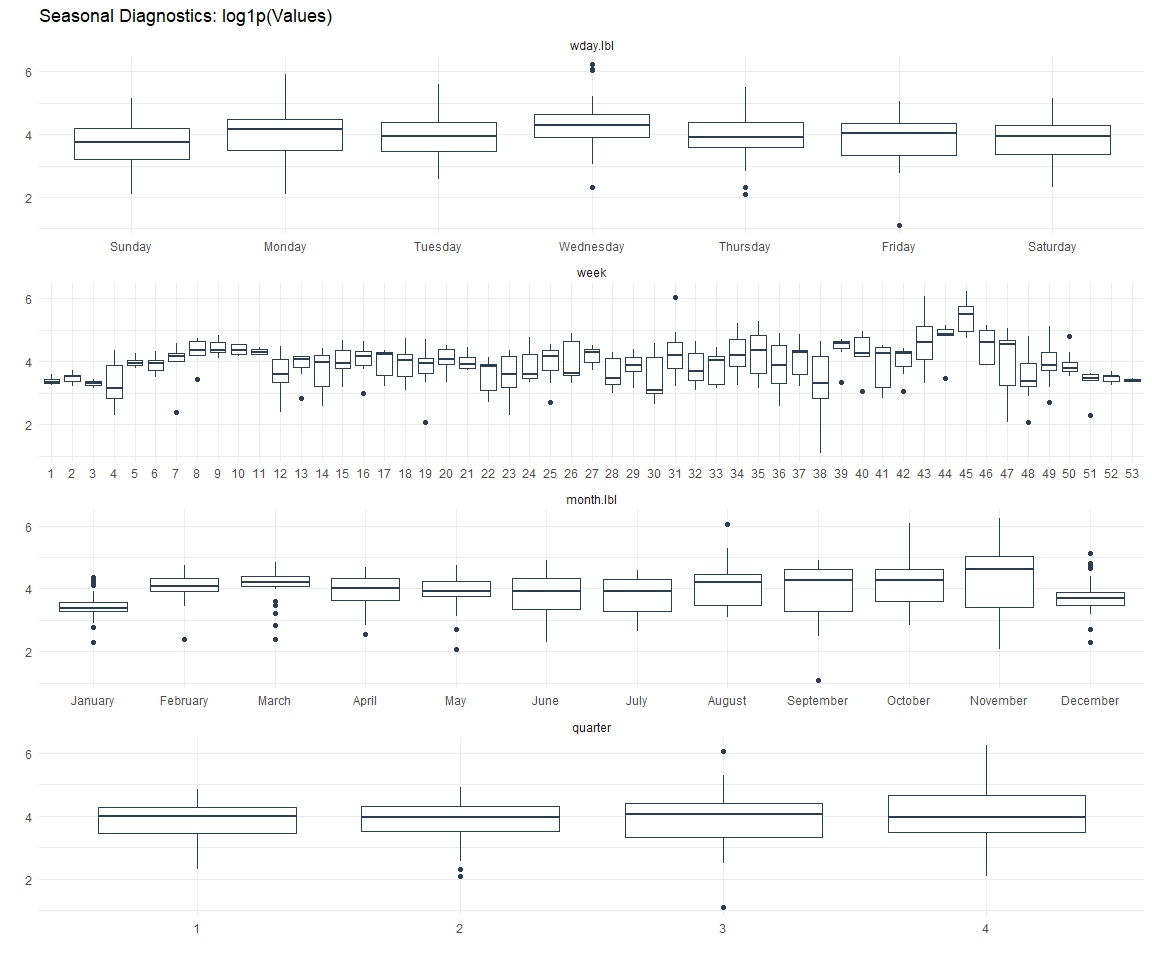 Seasonal Diagnostics: log1p(Values)
wday.lbl
6
4
2
Sunday Monday Tuesday Wednesday Thursday Friday Saturday
week
6
4
2
1 2 3 4 5 6 7 8 9 10 11 12 13 14 15 16 17 18 19 20 21 22 23 24 25 26 27 28 29 30 31 32 33 34 35 36 37 38 39 40 41 42 43 44 45 46 47 48 49 50 51 52 53
month.lbl
6
4
2
January February March April May June July August September October November December
quarter
6
4
2
1 2 3 4